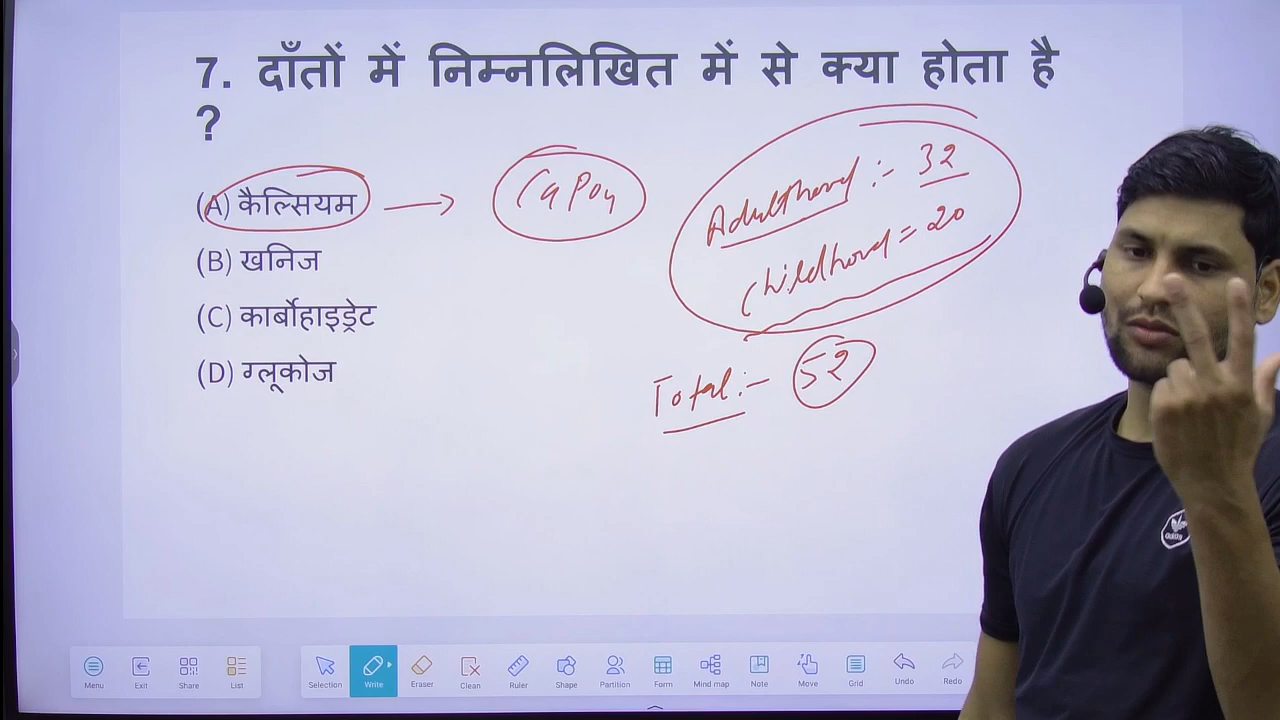 7. दाँतों में निम्नलिखित में से क्या होता है
?
(A) कैल्सियम → CaPO4
(B) खनिज
(C) कार्बोहाइड्रेट
(D) ग्लूकोज
Adulthood :- 32
Childhood = 20
Total :- 52
adidas
Menu Exit Share List Selection Write Eraser Clean Ruler Shape Partition Form Mind map Note Move Grid Undo Redo